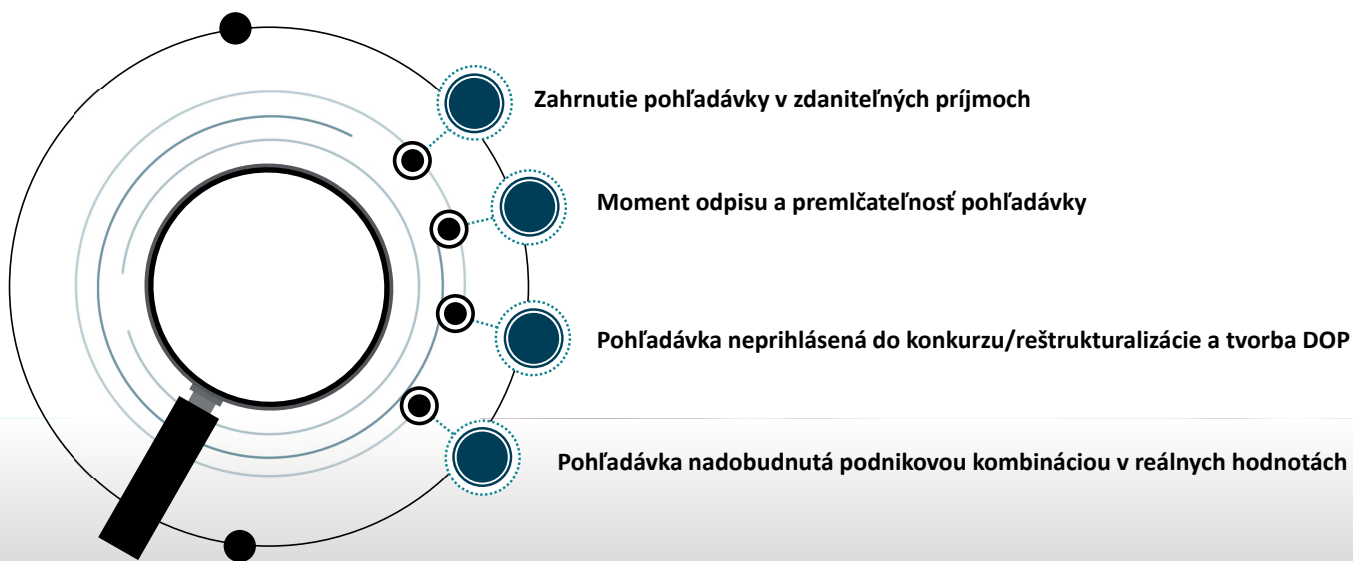 Zahrnutie pohľadávky v zdaniteľných príjmoch
Moment odpisu a premlčateľnosť pohľadávky
Pohľadávka neprihlásená do konkurzu/reštrukturalizácie a tvorba DOP
Pohľadávka nadobudnutá podnikovou kombináciou v reálnych hodnotách